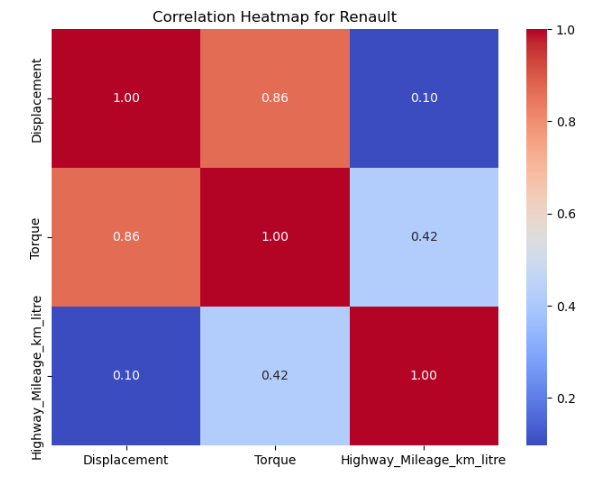 Correlation Heatmap for Renault
Displacement
1.00
0.86
0.10
Torque
0.86
1.00
0.42
Highway_Mileage_km_litre
0.10
0.42
1.00
Displacement
Torque
Highway_Mileage_km_litre
1.0
0.8
0.6
0.4
0.2